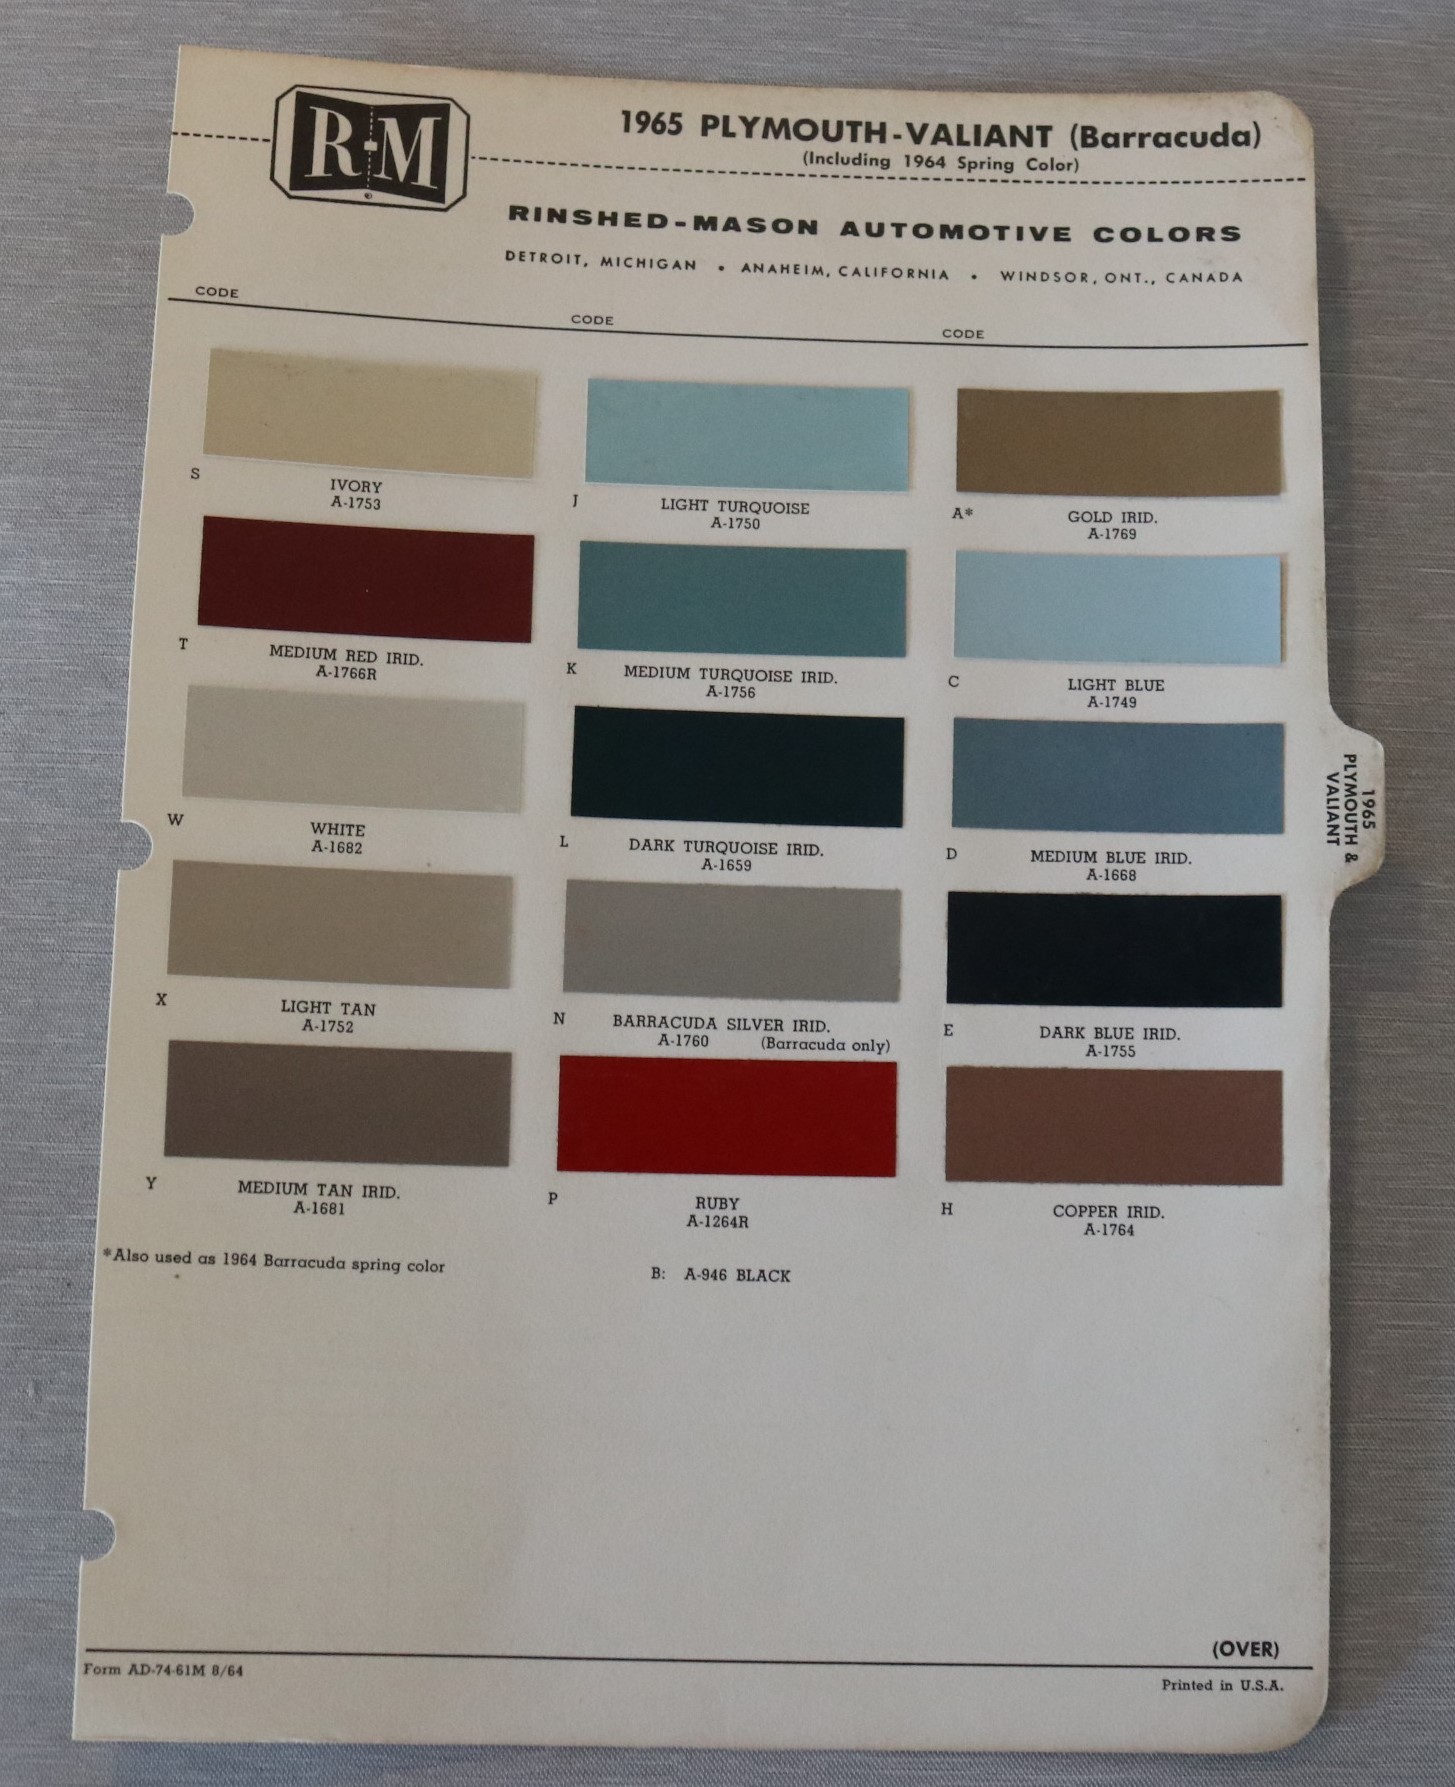 R-M
1965 PLYMOUTH-VALIANT (Barracuda)
(Including 1964 Spring Color)
RINSHED-MASON AUTOMOTIVE COLORS
DETROIT, MICHIGAN • ANAHEIM, CALIFORNIA • WINDSOR, ONT., CANADA
CODE
CODE
CODE
S
IVORY
A-1753
J
LIGHT TURQUOISE
A-1750
A*
GOLD IRID.
A-1769
T
MEDIUM RED IRID.
A-1766R
K
MEDIUM TURQUOISE IRID.
A-1756
C
LIGHT BLUE
A-1749
W
WHITE
A-1682
L
DARK TURQUOISE IRID.
A-1659
D
MEDIUM BLUE IRID.
A-1668
X
LIGHT TAN
A-1752
N
BARRACUDA SILVER IRID.
A-1760 (Barracuda only)
E
DARK BLUE IRID.
A-1755
Y
MEDIUM TAN IRID.
A-1681
P
RUBY
A-1264R
H
COPPER IRID.
A-1764
*Also used as 1964 Barracuda spring color
B: A-946 BLACK
1965
PLYMOUTH &
VALIANT
(OVER)
Form AD-74-61M 8/64
Printed in U.S.A.